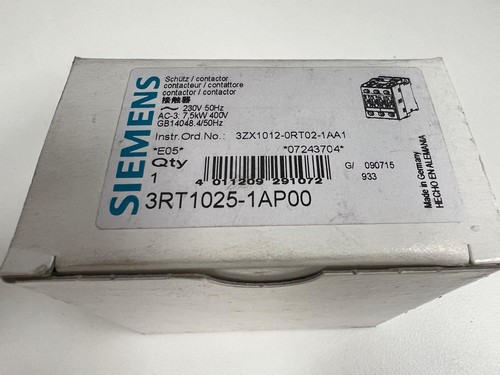 SIEMENS
Schütz / contactor
contacteur / contattore
contactor / contactor
接触器
~ 230V 50Hz
AC-3: 7,5kW 400V
GB14048.4/50Hz
Instr.Ord.No.: 3ZX1012-0RT02-1AA1
*E05* *07243704*
Qty
1
4 011209 291072
G/ 090715
933
3RT1025-1AP00
Made in Germany
HECHO EN ALEMANIA